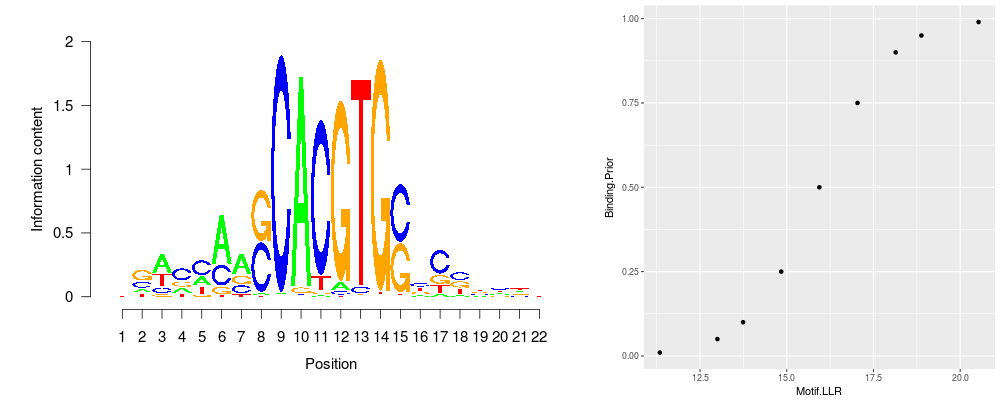 2
1.5
1
0.5
0
Information content
1 2 3 4 5 6 7 8 9 10 11 12 13 14 15 16 17 18 19 20 21 22
Position
G A C C A A G C A C G T G C C C
T C A A C G C T A C G G G
1.00
0.75
0.50
0.25
0.00
Binding.Prior
12.5 15.0 17.5 20.0
Motif.LLR